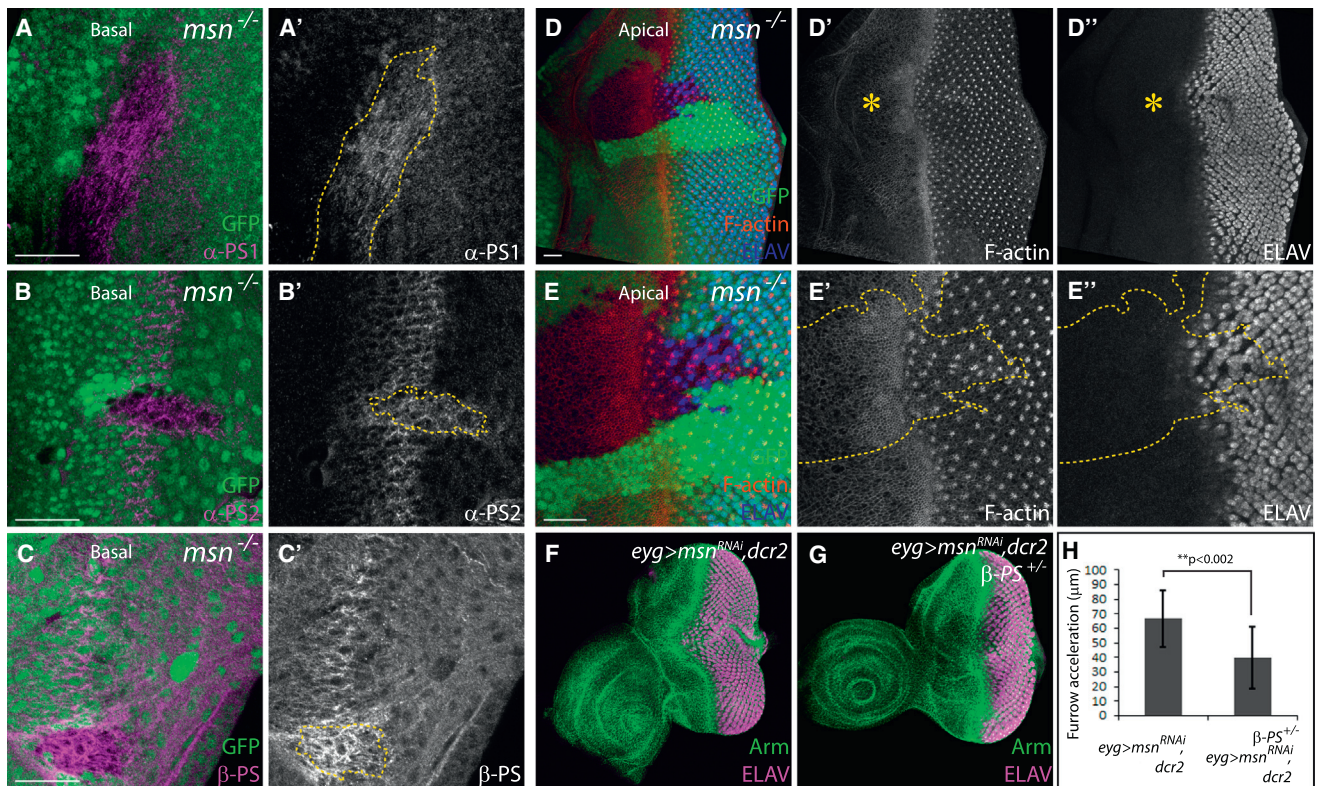 A Basal msn -/-
GFP
α-PS1
A'
α-PS1
D Apical msn -/-
GFP
F-actin
ELAV
D'
*
F-actin
D''
*
ELAV
B Basal msn -/-
GFP
α-PS2
B'
α-PS2
E Apical msn -/-
GFP
F-actin
ELAV
E'
F-actin
E''
ELAV
C Basal msn -/-
GFP
β-PS
C'
β-PS
F eyg>msnRNAi,dcr2
Arm
ELAV
G eyg>msnRNAi,dcr2
β-PS+/-
Arm
ELAV
H
**p<0.002
Furrow acceleration (μm)
100
90
80
70
60
50
40
30
20
10
0
eyg>msnRNAi,
dcr2
β-PS+/-
eyg>msnRNAi,
dcr2